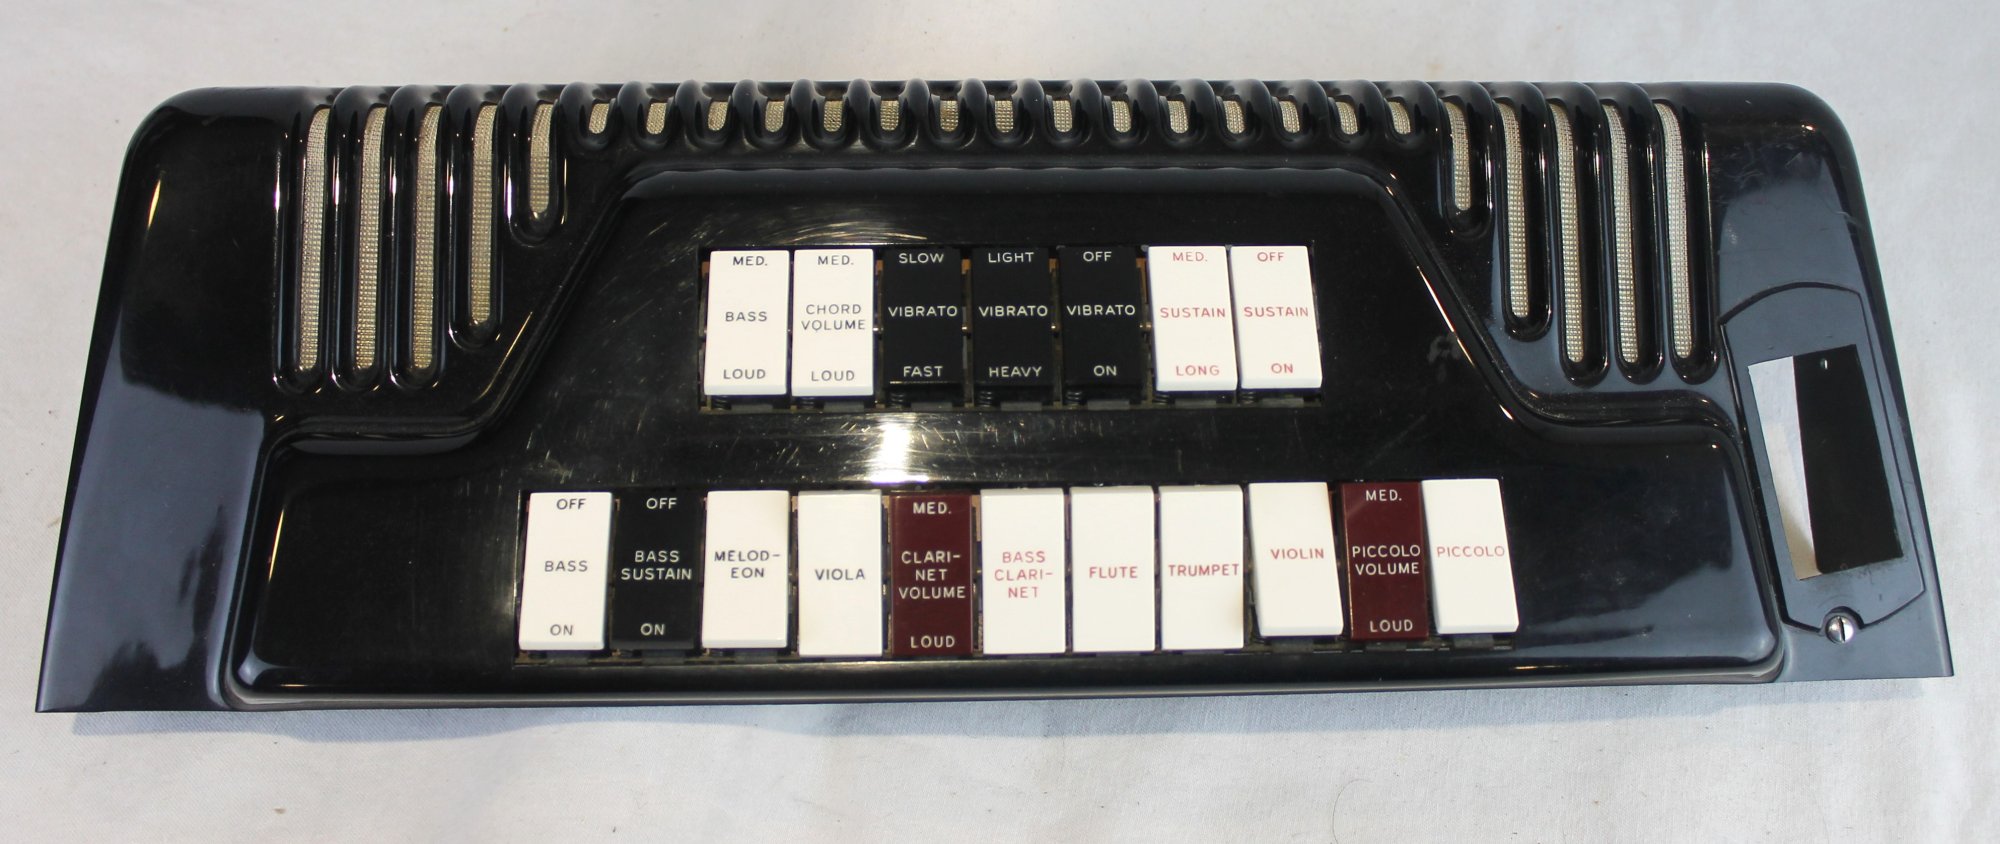 MED.
BASS
LOUD
MED.
CHORD
VOLUME
LOUD
SLOW
VIBRATO
FAST
LIGHT
VIBRATO
HEAVY
OFF
VIBRATO
ON
MED.
SUSTAIN
LONG
OFF
SUSTAIN
ON
OFF
BASS
ON
OFF
BASS
SUSTAIN
ON
MELOD-
EON
VIOLA
MED.
CLARI-
NET
VOLUME
LOUD
BASS
CLARI-
NET
FLUTE
TRUMPET
VIOLIN
MED.
PICCOLO
VOLUME
LOUD
PICCOLO